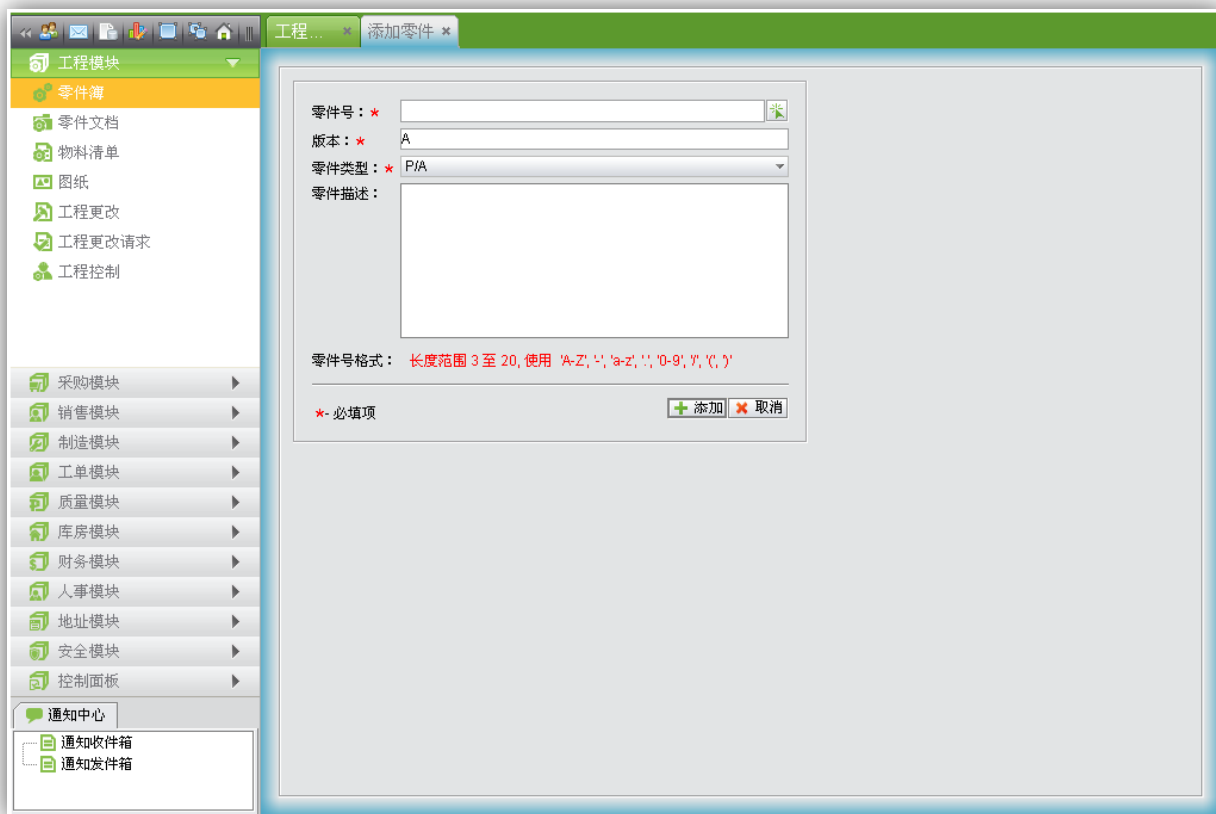 工程... × 添加零件 ×
工程模块
零件簿
零件文档
物料清单
图纸
工程更改
工程更改请求
工程控制
采购模块
销售模块
制造模块
工单模块
质量模块
库房模块
财务模块
人事模块
地址模块
安全模块
控制面板
通知中心
通知收件箱
通知发件箱
零件号：*
版本：* A
零件类型：* P/A
零件描述：
零件号格式： 长度范围 3 至 20, 使用 'A-Z', '-', 'a-z', '.', '0-9', '/', '(', ')'
*- 必填项
添加 取消